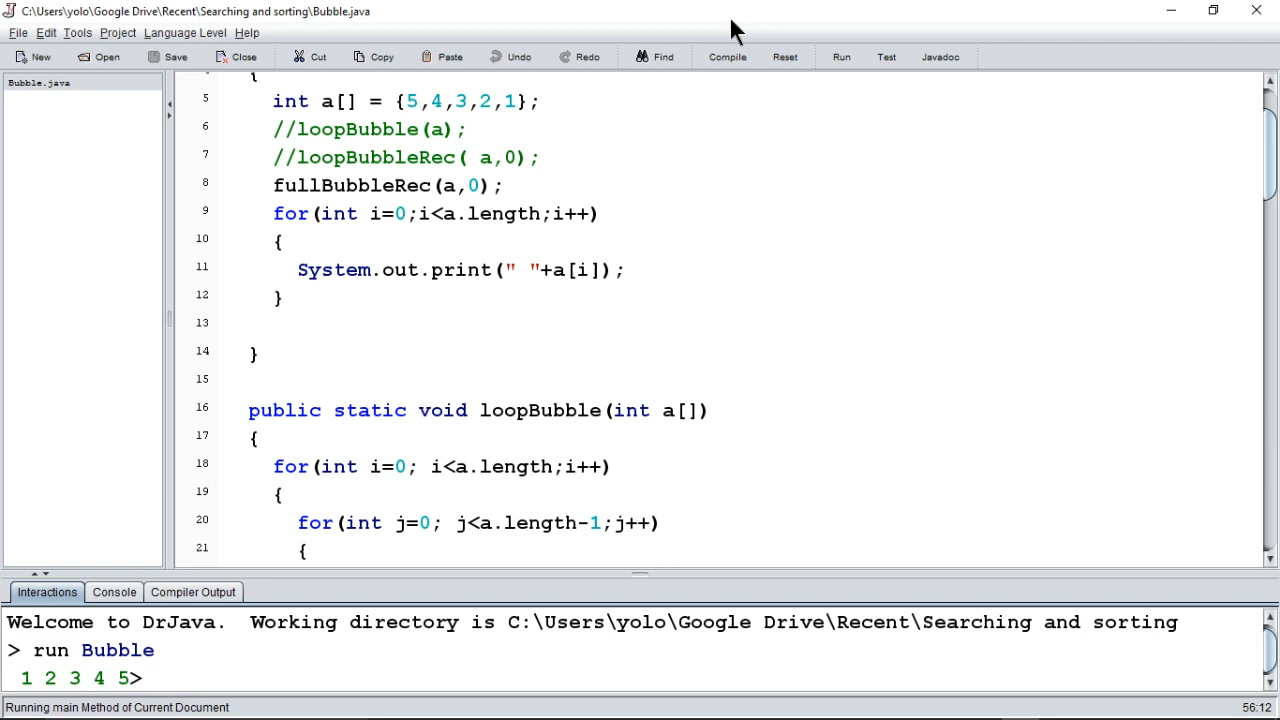 C:\Users\yolo\Google Drive\Recent\Searching and sorting\Bubble.java
File Edit Tools Project Language Level Help
New Open Save Close Cut Copy Paste Undo Redo Find Compile Reset Run Test Javadoc
Bubble.java
{
5 int a[] = {5,4,3,2,1};
6 //loopBubble(a);
7 //loopBubbleRec( a,0);
8 fullBubbleRec(a,0);
9 for(int i=0;i<a.length;i++)
10 {
11 System.out.print(" "+a[i]);
12 }
13
14 }
15
16 public static void loopBubble(int a[])
17 {
18 for(int i=0; i<a.length;i++)
19 {
20 for(int j=0; j<a.length-1;j++)
21 {
Interactions Console Compiler Output
Welcome to DrJava. Working directory is C:\Users\yolo\Google Drive\Recent\Searching and sorting
> run Bubble
1 2 3 4 5>
Running main Method of Current Document 56:12